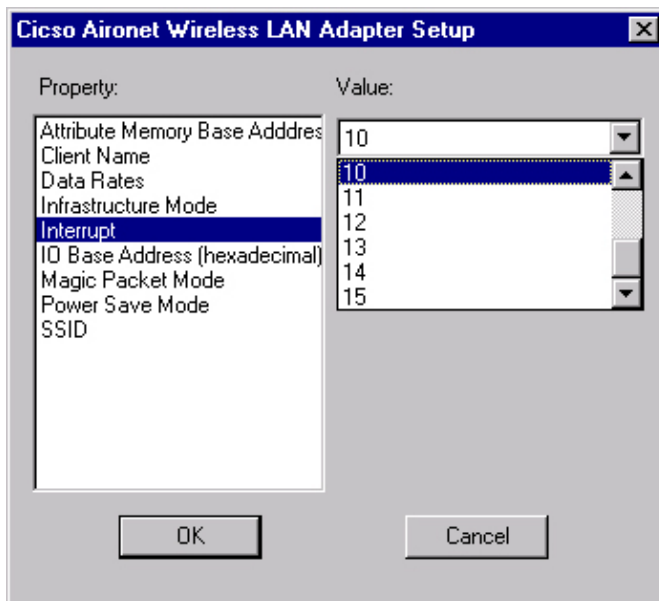 Cicso Aironet Wireless LAN Adapter Setup
Property:
Value:
Attribute Memory Base Adddres
Client Name
Data Rates
Infrastructure Mode
Interrupt
IO Base Address (hexadecimal)
Magic Packet Mode
Power Save Mode
SSID
10
10
11
12
13
14
15
OK
Cancel